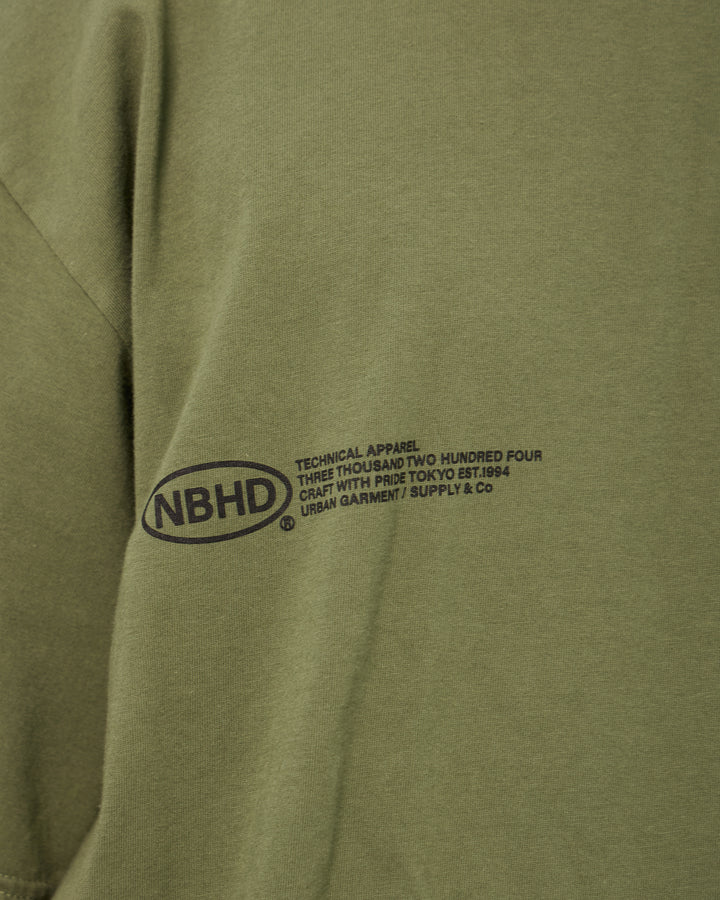 NBHD ®
TECHNICAL APPAREL
THREE THOUSAND TWO HUNDRED FOUR
CRAFT WITH PRIDE TOKYO EST.1994
URBAN GARMENT / SUPPLY & Co